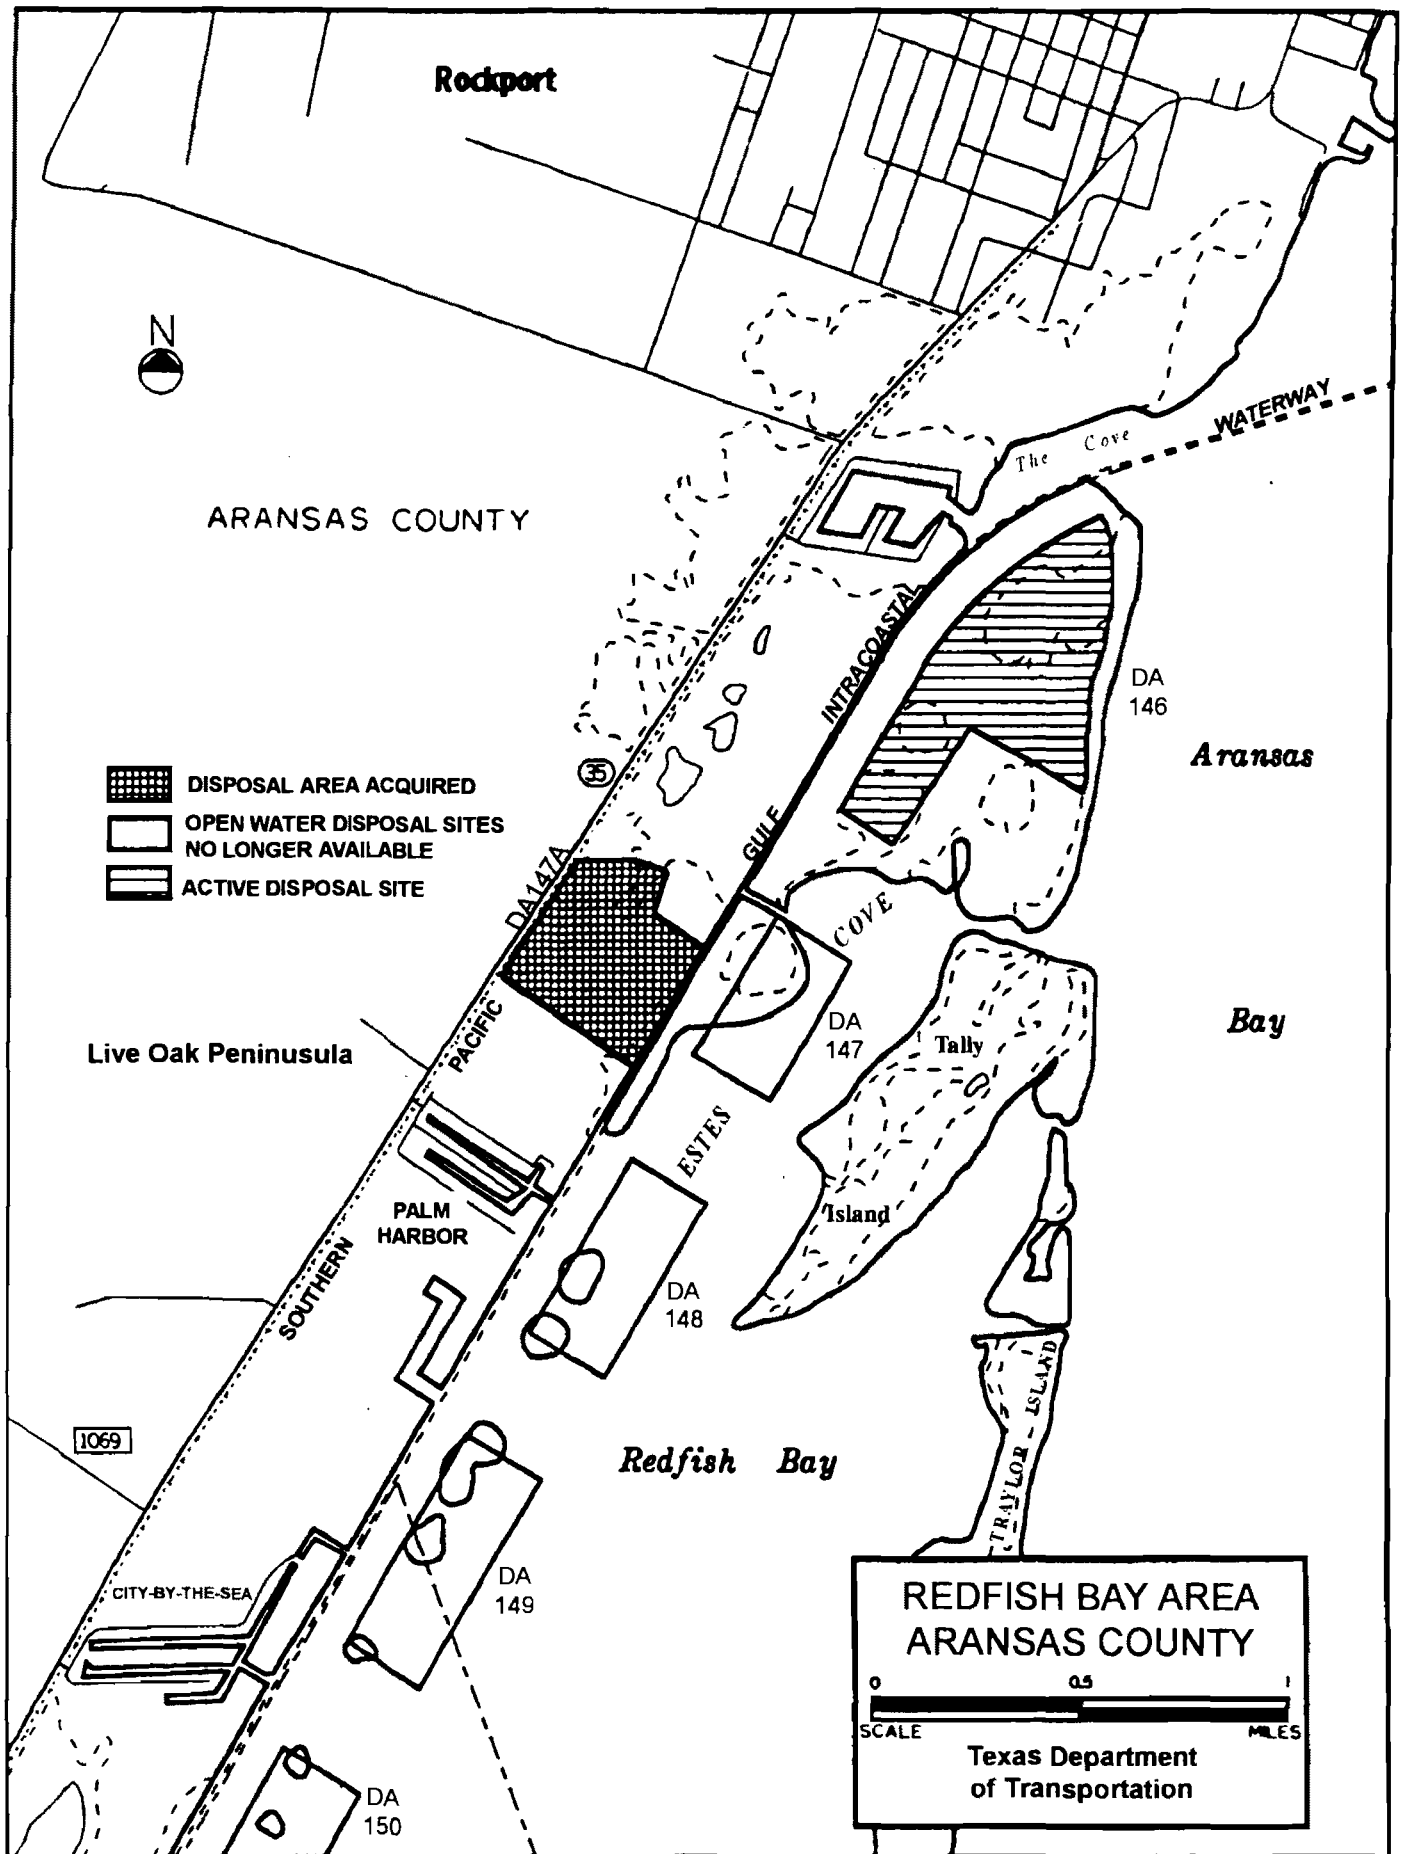 Rockport
N
WATERWAY
The Cove
ARANSAS COUNTY
INTRACOASTAL
DA
146
Aransas
35
DISPOSAL AREA ACQUIRED
OPEN WATER DISPOSAL SITES
NO LONGER AVAILABLE
ACTIVE DISPOSAL SITE
GULF
DA147A
COVE
Bay
DA
147
Tally
Live Oak Peninusula
PACIFIC
ESTES
PALM
HARBOR
Island
SOUTHERN
DA
148
ISLAND
1069
Redfish Bay
TRAYLOR
CITY-BY-THE-SEA
DA
149
REDFISH BAY AREA
ARANSAS COUNTY
0 0.5 1
SCALE MILES
Texas Department
of Transportation
DA
150